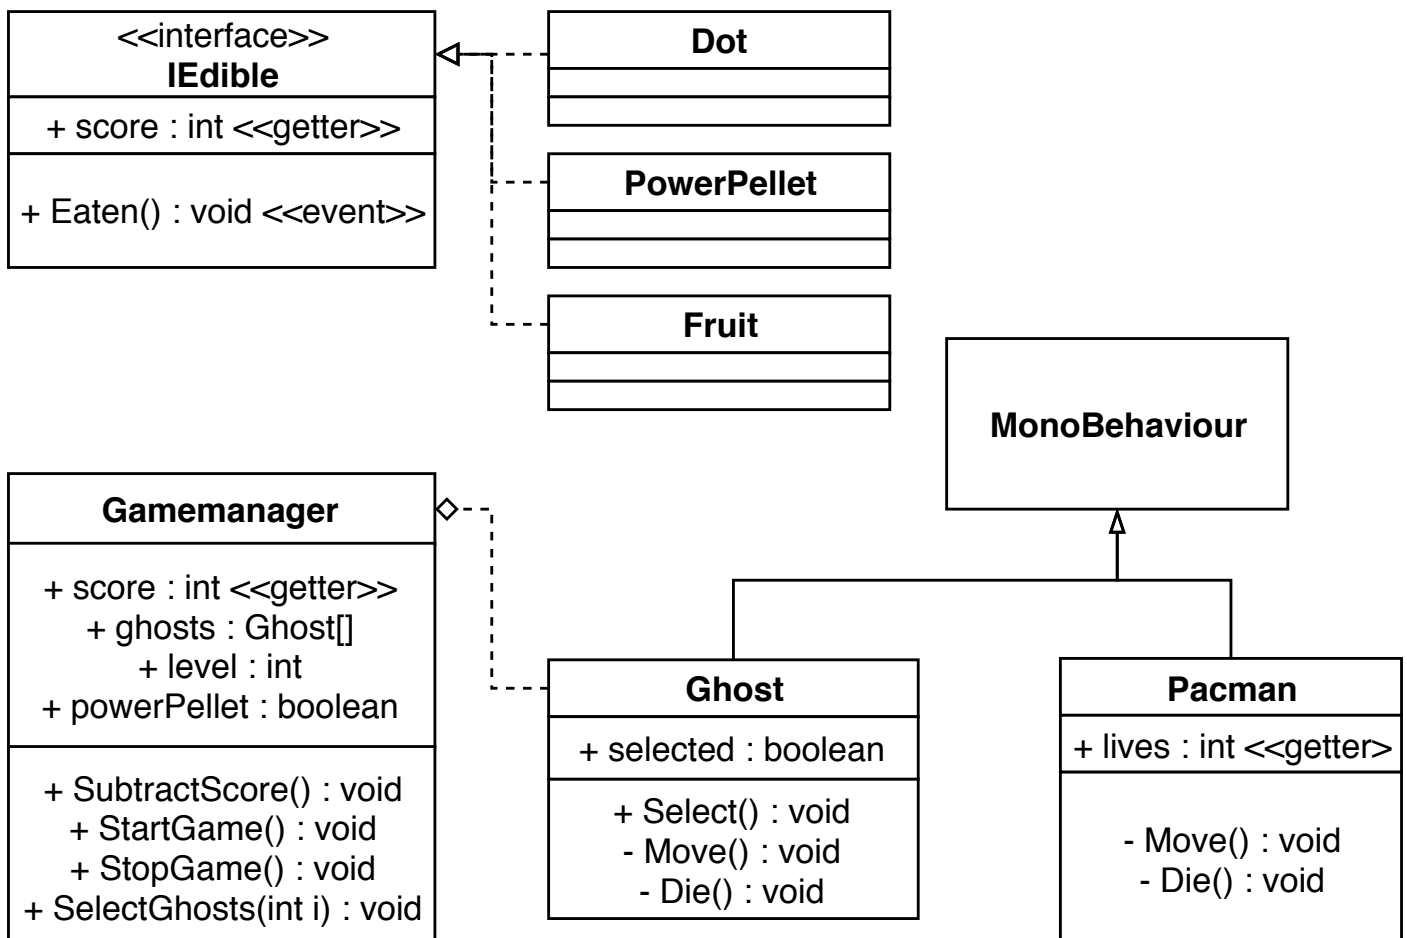 <<interface>>
IEdible
+ score : int <<getter>>
+ Eaten() : void <<event>>
Dot
PowerPellet
Fruit
MonoBehaviour
Gamemanager
+ score : int <<getter>>
+ ghosts : Ghost[]
+ level : int
+ powerPellet : boolean
+ SubtractScore() : void
+ StartGame() : void
+ StopGame() : void
+ SelectGhosts(int i) : void
Ghost
+ selected : boolean
+ Select() : void
- Move() : void
- Die() : void
Pacman
+ lives : int <<getter>
- Move() : void
- Die() : void